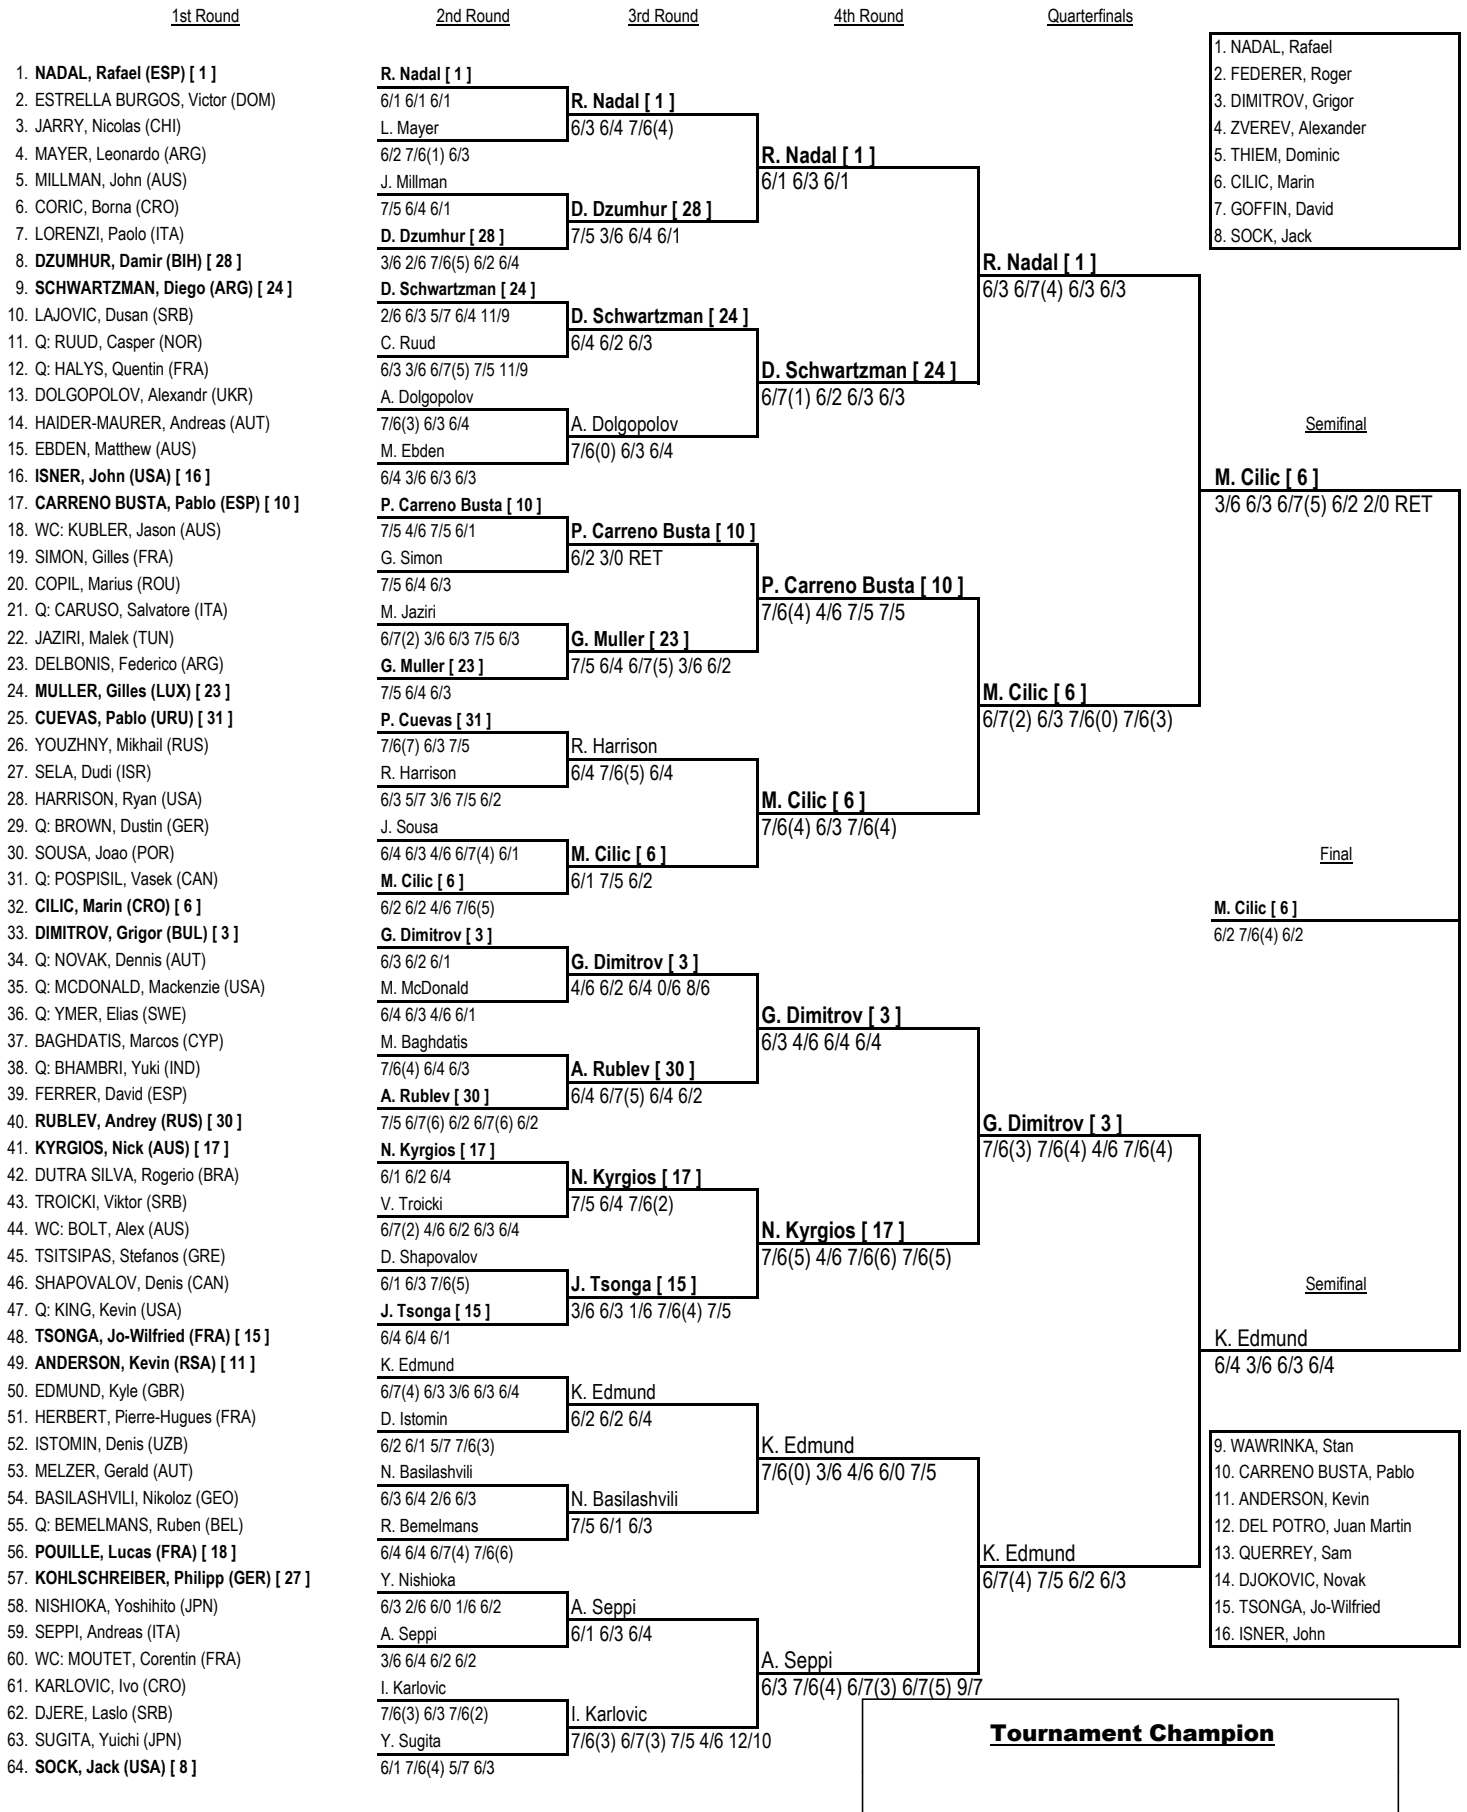 1st Round 2nd Round 3rd Round 4th Round Quarterfinals
1. NADAL, Rafael
2. FEDERER, Roger
3. DIMITROV, Grigor
4. ZVEREV, Alexander
5. THIEM, Dominic
6. CILIC, Marin
7. GOFFIN, David
8. SOCK, Jack
1. NADAL, Rafael (ESP) [ 1 ]
2. ESTRELLA BURGOS, Victor (DOM)
3. JARRY, Nicolas (CHI)
4. MAYER, Leonardo (ARG)
5. MILLMAN, John (AUS)
6. CORIC, Borna (CRO)
7. LORENZI, Paolo (ITA)
8. DZUMHUR, Damir (BIH) [ 28 ]
9. SCHWARTZMAN, Diego (ARG) [ 24 ]
10. LAJOVIC, Dusan (SRB)
11. Q: RUUD, Casper (NOR)
12. Q: HALYS, Quentin (FRA)
13. DOLGOPOLOV, Alexandr (UKR)
14. HAIDER-MAURER, Andreas (AUT)
15. EBDEN, Matthew (AUS)
16. ISNER, John (USA) [ 16 ]
17. CARRENO BUSTA, Pablo (ESP) [ 10 ]
18. WC: KUBLER, Jason (AUS)
19. SIMON, Gilles (FRA)
20. COPIL, Marius (ROU)
21. Q: CARUSO, Salvatore (ITA)
22. JAZIRI, Malek (TUN)
23. DELBONIS, Federico (ARG)
24. MULLER, Gilles (LUX) [ 23 ]
25. CUEVAS, Pablo (URU) [ 31 ]
26. YOUZHNY, Mikhail (RUS)
27. SELA, Dudi (ISR)
28. HARRISON, Ryan (USA)
29. Q: BROWN, Dustin (GER)
30. SOUSA, Joao (POR)
31. Q: POSPISIL, Vasek (CAN)
32. CILIC, Marin (CRO) [ 6 ]
33. DIMITROV, Grigor (BUL) [ 3 ]
34. Q: NOVAK, Dennis (AUT)
35. Q: MCDONALD, Mackenzie (USA)
36. Q: YMER, Elias (SWE)
37. BAGHDATIS, Marcos (CYP)
38. Q: BHAMBRI, Yuki (IND)
39. FERRER, David (ESP)
40. RUBLEV, Andrey (RUS) [ 30 ]
41. KYRGIOS, Nick (AUS) [ 17 ]
42. DUTRA SILVA, Rogerio (BRA)
43. TROICKI, Viktor (SRB)
44. WC: BOLT, Alex (AUS)
45. TSITSIPAS, Stefanos (GRE)
46. SHAPOVALOV, Denis (CAN)
47. Q: KING, Kevin (USA)
48. TSONGA, Jo-Wilfried (FRA) [ 15 ]
49. ANDERSON, Kevin (RSA) [ 11 ]
50. EDMUND, Kyle (GBR)
51. HERBERT, Pierre-Hugues (FRA)
52. ISTOMIN, Denis (UZB)
53. MELZER, Gerald (AUT)
54. BASILASHVILI, Nikoloz (GEO)
55. Q: BEMELMANS, Ruben (BEL)
56. POUILLE, Lucas (FRA) [ 18 ]
57. KOHLSCHREIBER, Philipp (GER) [ 27 ]
58. NISHIOKA, Yoshihito (JPN)
59. SEPPI, Andreas (ITA)
60. WC: MOUTET, Corentin (FRA)
61. KARLOVIC, Ivo (CRO)
62. DJERE, Laslo (SRB)
63. SUGITA, Yuichi (JPN)
64. SOCK, Jack (USA) [ 8 ]
R. Nadal [ 1 ]
6/1 6/1 6/1
L. Mayer
6/2 7/6(1) 6/3
J. Millman
7/5 6/4 6/1
D. Dzumhur [ 28 ]
3/6 2/6 7/6(5) 6/2 6/4
D. Schwartzman [ 24 ]
2/6 6/3 5/7 6/4 11/9
C. Ruud
6/3 3/6 6/7(5) 7/5 11/9
A. Dolgopolov
7/6(3) 6/3 6/4
M. Ebden
6/4 3/6 6/3 6/3
P. Carreno Busta [ 10 ]
7/5 4/6 7/5 6/1
G. Simon
7/5 6/4 6/3
M. Jaziri
6/7(2) 3/6 6/3 7/5 6/3
G. Muller [ 23 ]
7/5 6/4 6/3
P. Cuevas [ 31 ]
7/6(7) 6/3 7/5
R. Harrison
6/3 5/7 3/6 7/5 6/2
J. Sousa
6/4 6/3 4/6 6/7(4) 6/1
M. Cilic [ 6 ]
6/2 6/2 4/6 7/6(5)
G. Dimitrov [ 3 ]
6/3 6/2 6/1
M. McDonald
6/4 6/3 4/6 6/1
M. Baghdatis
7/6(4) 6/4 6/3
A. Rublev [ 30 ]
7/5 6/7(6) 6/2 6/7(6) 6/2
N. Kyrgios [ 17 ]
6/1 6/2 6/4
V. Troicki
6/7(2) 4/6 6/2 6/3 6/4
D. Shapovalov
6/1 6/3 7/6(5)
J. Tsonga [ 15 ]
6/4 6/4 6/1
K. Edmund
6/7(4) 6/3 3/6 6/3 6/4
D. Istomin
6/2 6/1 5/7 7/6(3)
N. Basilashvili
6/3 6/4 2/6 6/3
R. Bemelmans
6/4 6/4 6/7(4) 7/6(6)
Y. Nishioka
6/3 2/6 6/0 1/6 6/2
A. Seppi
3/6 6/4 6/2 6/2
I. Karlovic
7/6(3) 6/3 7/6(2)
Y. Sugita
6/1 7/6(4) 5/7 6/3
R. Nadal [ 1 ]
6/3 6/4 7/6(4)
D. Dzumhur [ 28 ]
7/5 3/6 6/4 6/1
D. Schwartzman [ 24 ]
6/4 6/2 6/3
A. Dolgopolov
7/6(0) 6/3 6/4
P. Carreno Busta [ 10 ]
6/2 3/0 RET
G. Muller [ 23 ]
7/5 6/4 6/7(5) 3/6 6/2
R. Harrison
6/4 7/6(5) 6/4
M. Cilic [ 6 ]
6/1 7/5 6/2
G. Dimitrov [ 3 ]
4/6 6/2 6/4 0/6 8/6
A. Rublev [ 30 ]
6/4 6/7(5) 6/4 6/2
N. Kyrgios [ 17 ]
7/5 6/4 7/6(2)
J. Tsonga [ 15 ]
3/6 6/3 1/6 7/6(4) 7/5
K. Edmund
6/2 6/2 6/4
N. Basilashvili
7/5 6/1 6/3
A. Seppi
6/1 6/3 6/4
I. Karlovic
7/6(3) 6/7(3) 7/5 4/6 12/10
R. Nadal [ 1 ]
6/1 6/3 6/1
D. Schwartzman [ 24 ]
6/7(1) 6/2 6/3 6/3
P. Carreno Busta [ 10 ]
7/6(4) 4/6 7/5 7/5
M. Cilic [ 6 ]
7/6(4) 6/3 7/6(4)
G. Dimitrov [ 3 ]
6/3 4/6 6/4 6/4
N. Kyrgios [ 17 ]
7/6(5) 4/6 7/6(6) 7/6(5)
K. Edmund
7/6(0) 3/6 4/6 6/0 7/5
A. Seppi
6/3 7/6(4) 6/7(3) 6/7(5) 9/7
R. Nadal [ 1 ]
6/3 6/7(4) 6/3 6/3
M. Cilic [ 6 ]
6/7(2) 6/3 7/6(0) 7/6(3)
G. Dimitrov [ 3 ]
7/6(3) 7/6(4) 4/6 7/6(4)
K. Edmund
6/7(4) 7/5 6/2 6/3
Semifinal
M. Cilic [ 6 ]
3/6 6/3 6/7(5) 6/2 2/0 RET
Final
M. Cilic [ 6 ]
6/2 7/6(4) 6/2
Semifinal
K. Edmund
6/4 3/6 6/3 6/4
9. WAWRINKA, Stan
10. CARRENO BUSTA, Pablo
11. ANDERSON, Kevin
12. DEL POTRO, Juan Martin
13. QUERREY, Sam
14. DJOKOVIC, Novak
15. TSONGA, Jo-Wilfried
16. ISNER, John
Tournament Champion